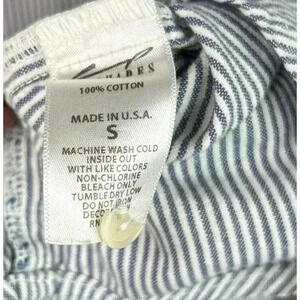 100% COTTON
MADE IN U.S.A.
S
MACHINE WASH COLD
INSIDE OUT
WITH LIKE COLORS
NON-CHLORINE
BLEACH ONLY
TUMBLE DRY LOW
DO NOT IRON
RN